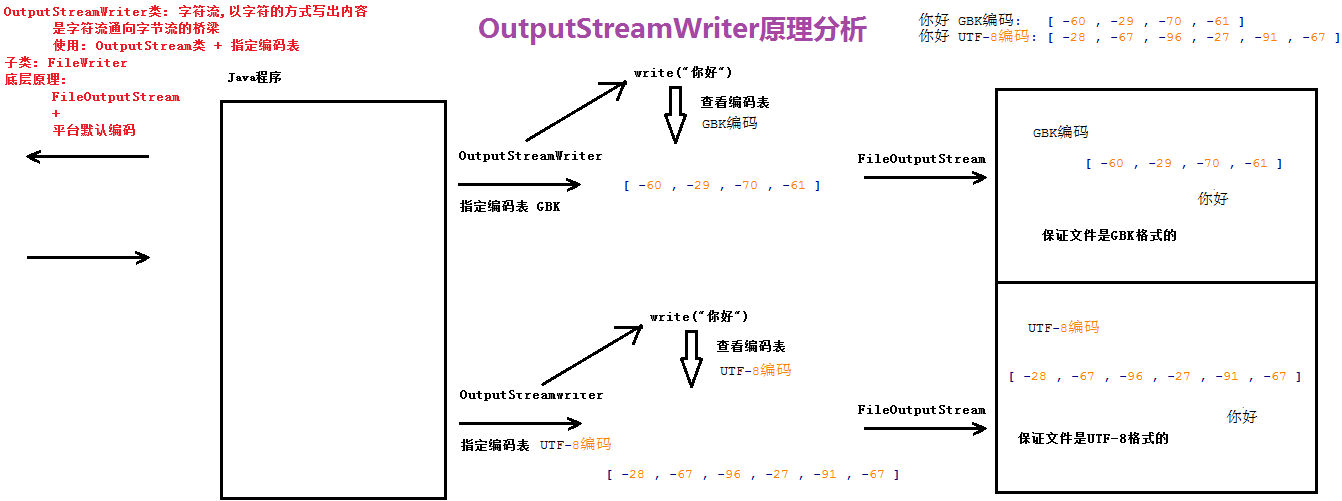 OutputStreamWriter类: 字符流,以字符的方式写出内容
是字符流通向字节流的桥梁
使用: OutputStream类 + 指定编码表
子类: FileWriter
底层原理:
FileOutputStream
+
平台默认编码
OutputStreamWriter原理分析
你好 GBK编码: [ -60 , -29 , -70 , -61 ]
你好 UTF-8编码: [ -28 , -67 , -96 , -27 , -91 , -67 ]
Java程序
write("你好")
查看编码表
GBK编码
OutputStreamWriter
指定编码表 GBK
[ -60 , -29 , -70 , -61 ]
FileOutputStream
GBK编码
[ -60 , -29 , -70 , -61 ]
你好
保证文件是GBK格式的
write("你好")
查看编码表
UTF-8编码
OutputStreamWriter
指定编码表 UTF-8编码
[ -28 , -67 , -96 , -27 , -91 , -67 ]
FileOutputStream
UTF-8编码
[ -28 , -67 , -96 , -27 , -91 , -67 ]
你好
保证文件是UTF-8格式的